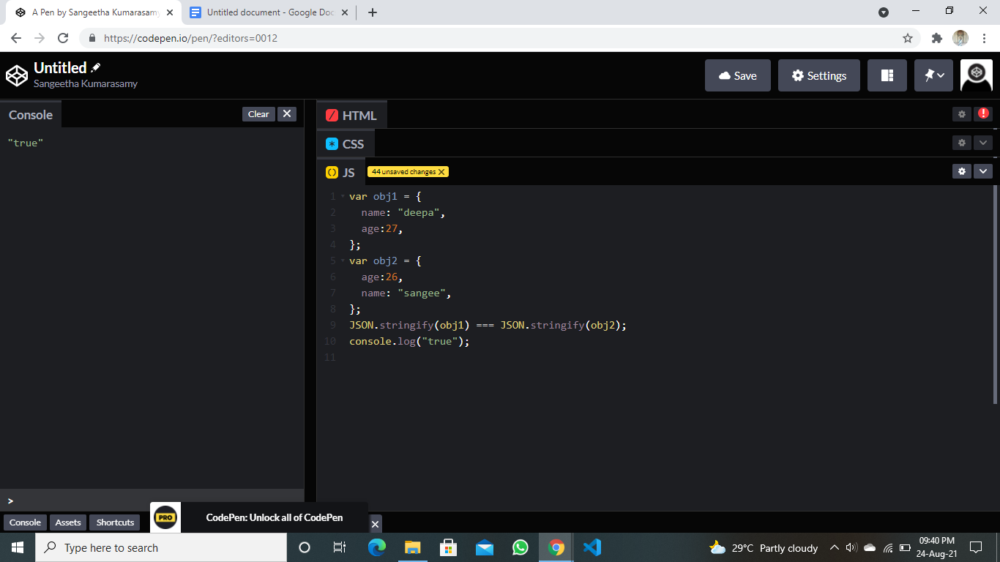 A Pen by Sangeetha Kumarasamy
Untitled document - Google Doc
https://codepen.io/pen/?editors=0012
Untitled
Sangeetha Kumarasamy
Save
Settings
Console
Clear
"true"
>
HTML
CSS
JS
44 unsaved changes
1 var obj1 = {
2 name: "deepa",
3 age:27,
4 };
5 var obj2 = {
6 age:26,
7 name: "sangee",
8 };
9 JSON.stringify(obj1) === JSON.stringify(obj2);
10 console.log("true");
11
Console
Assets
Shortcuts
PRO
CodePen: Unlock all of CodePen
Type here to search
29°C Partly cloudy
09:40 PM
24-Aug-21